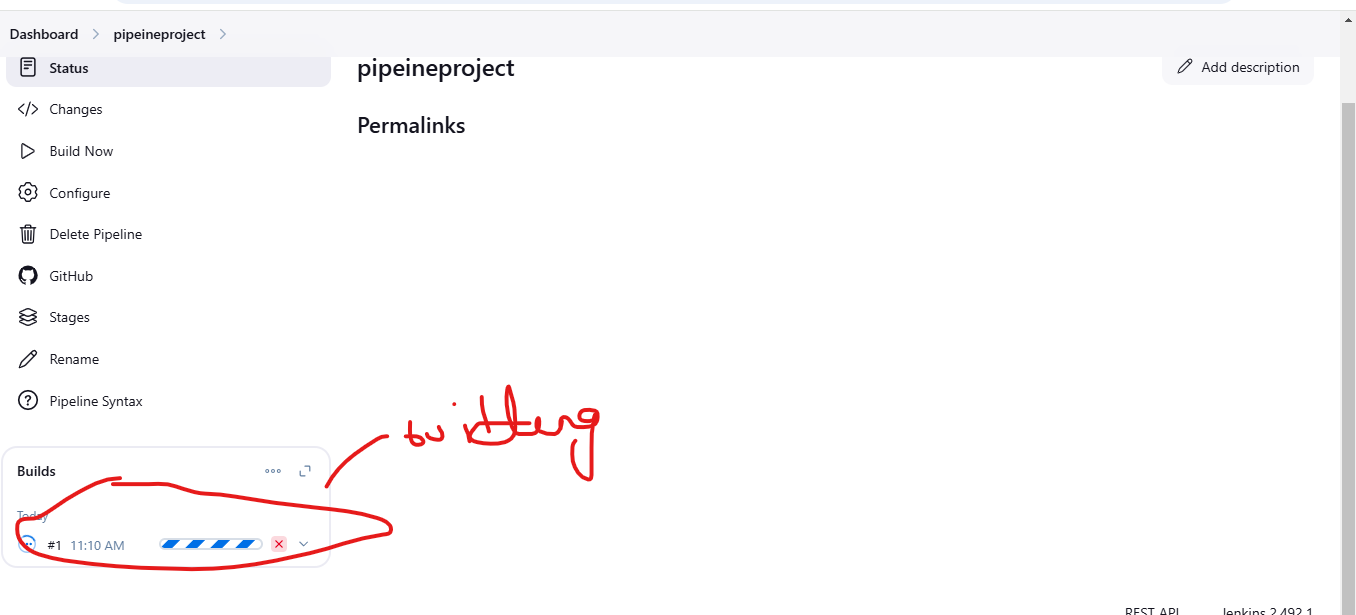 Dashboard > pipeineproject >
Status
Changes
Build Now
Configure
Delete Pipeline
GitHub
Stages
Rename
Pipeline Syntax
pipeineproject
Add description
Permalinks
Builds
Today
#1 11:10 AM
REST API Jenkins 2.492.1